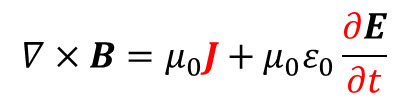 ∇ × B = μ₀J + μ₀ε₀ ∂E/∂t